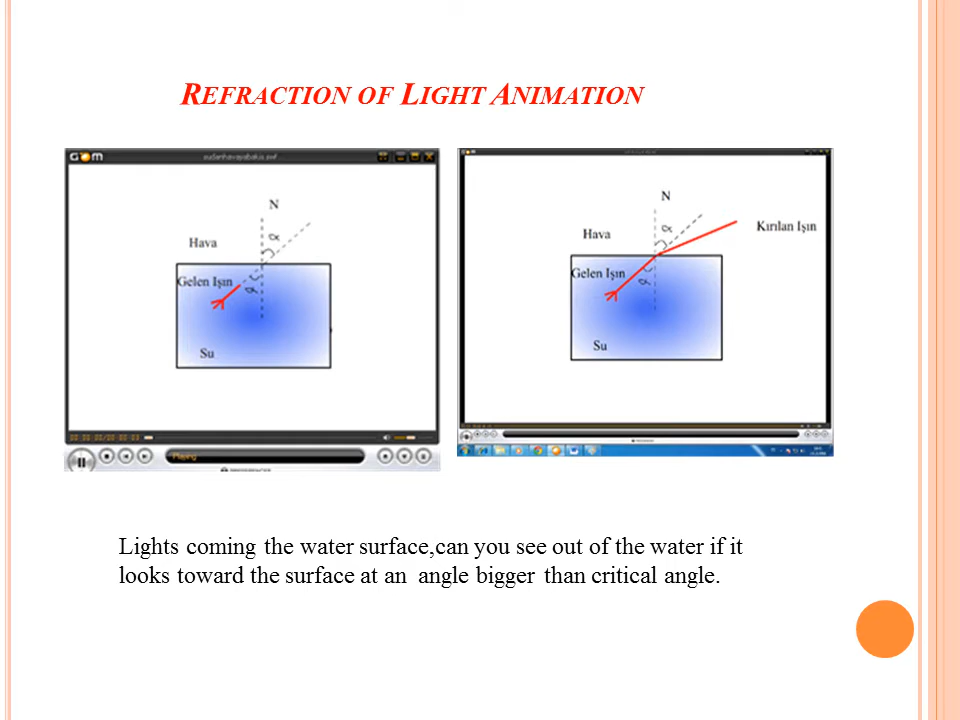 REFRACTION OF LIGHT ANIMATION
GOM
N
Hava
α
Gelen Işın
α
Su
Playing
N
Hava
α
Kırılan Işın
Gelen Işın
α
Su
Lights coming the water surface,can you see out of the water if it
looks toward the surface at an angle bigger than critical angle.